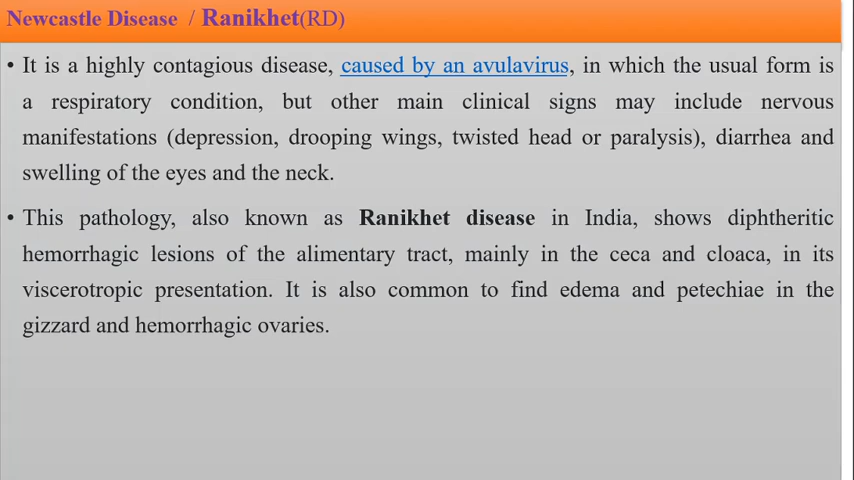 Newcastle Disease / Ranikhet(RD)
• It is a highly contagious disease, caused by an avulavirus, in which the usual form is
a respiratory condition, but other main clinical signs may include nervous
manifestations (depression, drooping wings, twisted head or paralysis), diarrhea and
swelling of the eyes and the neck.
• This pathology, also known as Ranikhet disease in India, shows diphtheritic
hemorrhagic lesions of the alimentary tract, mainly in the ceca and cloaca, in its
viscerotropic presentation. It is also common to find edema and petechiae in the
gizzard and hemorrhagic ovaries.